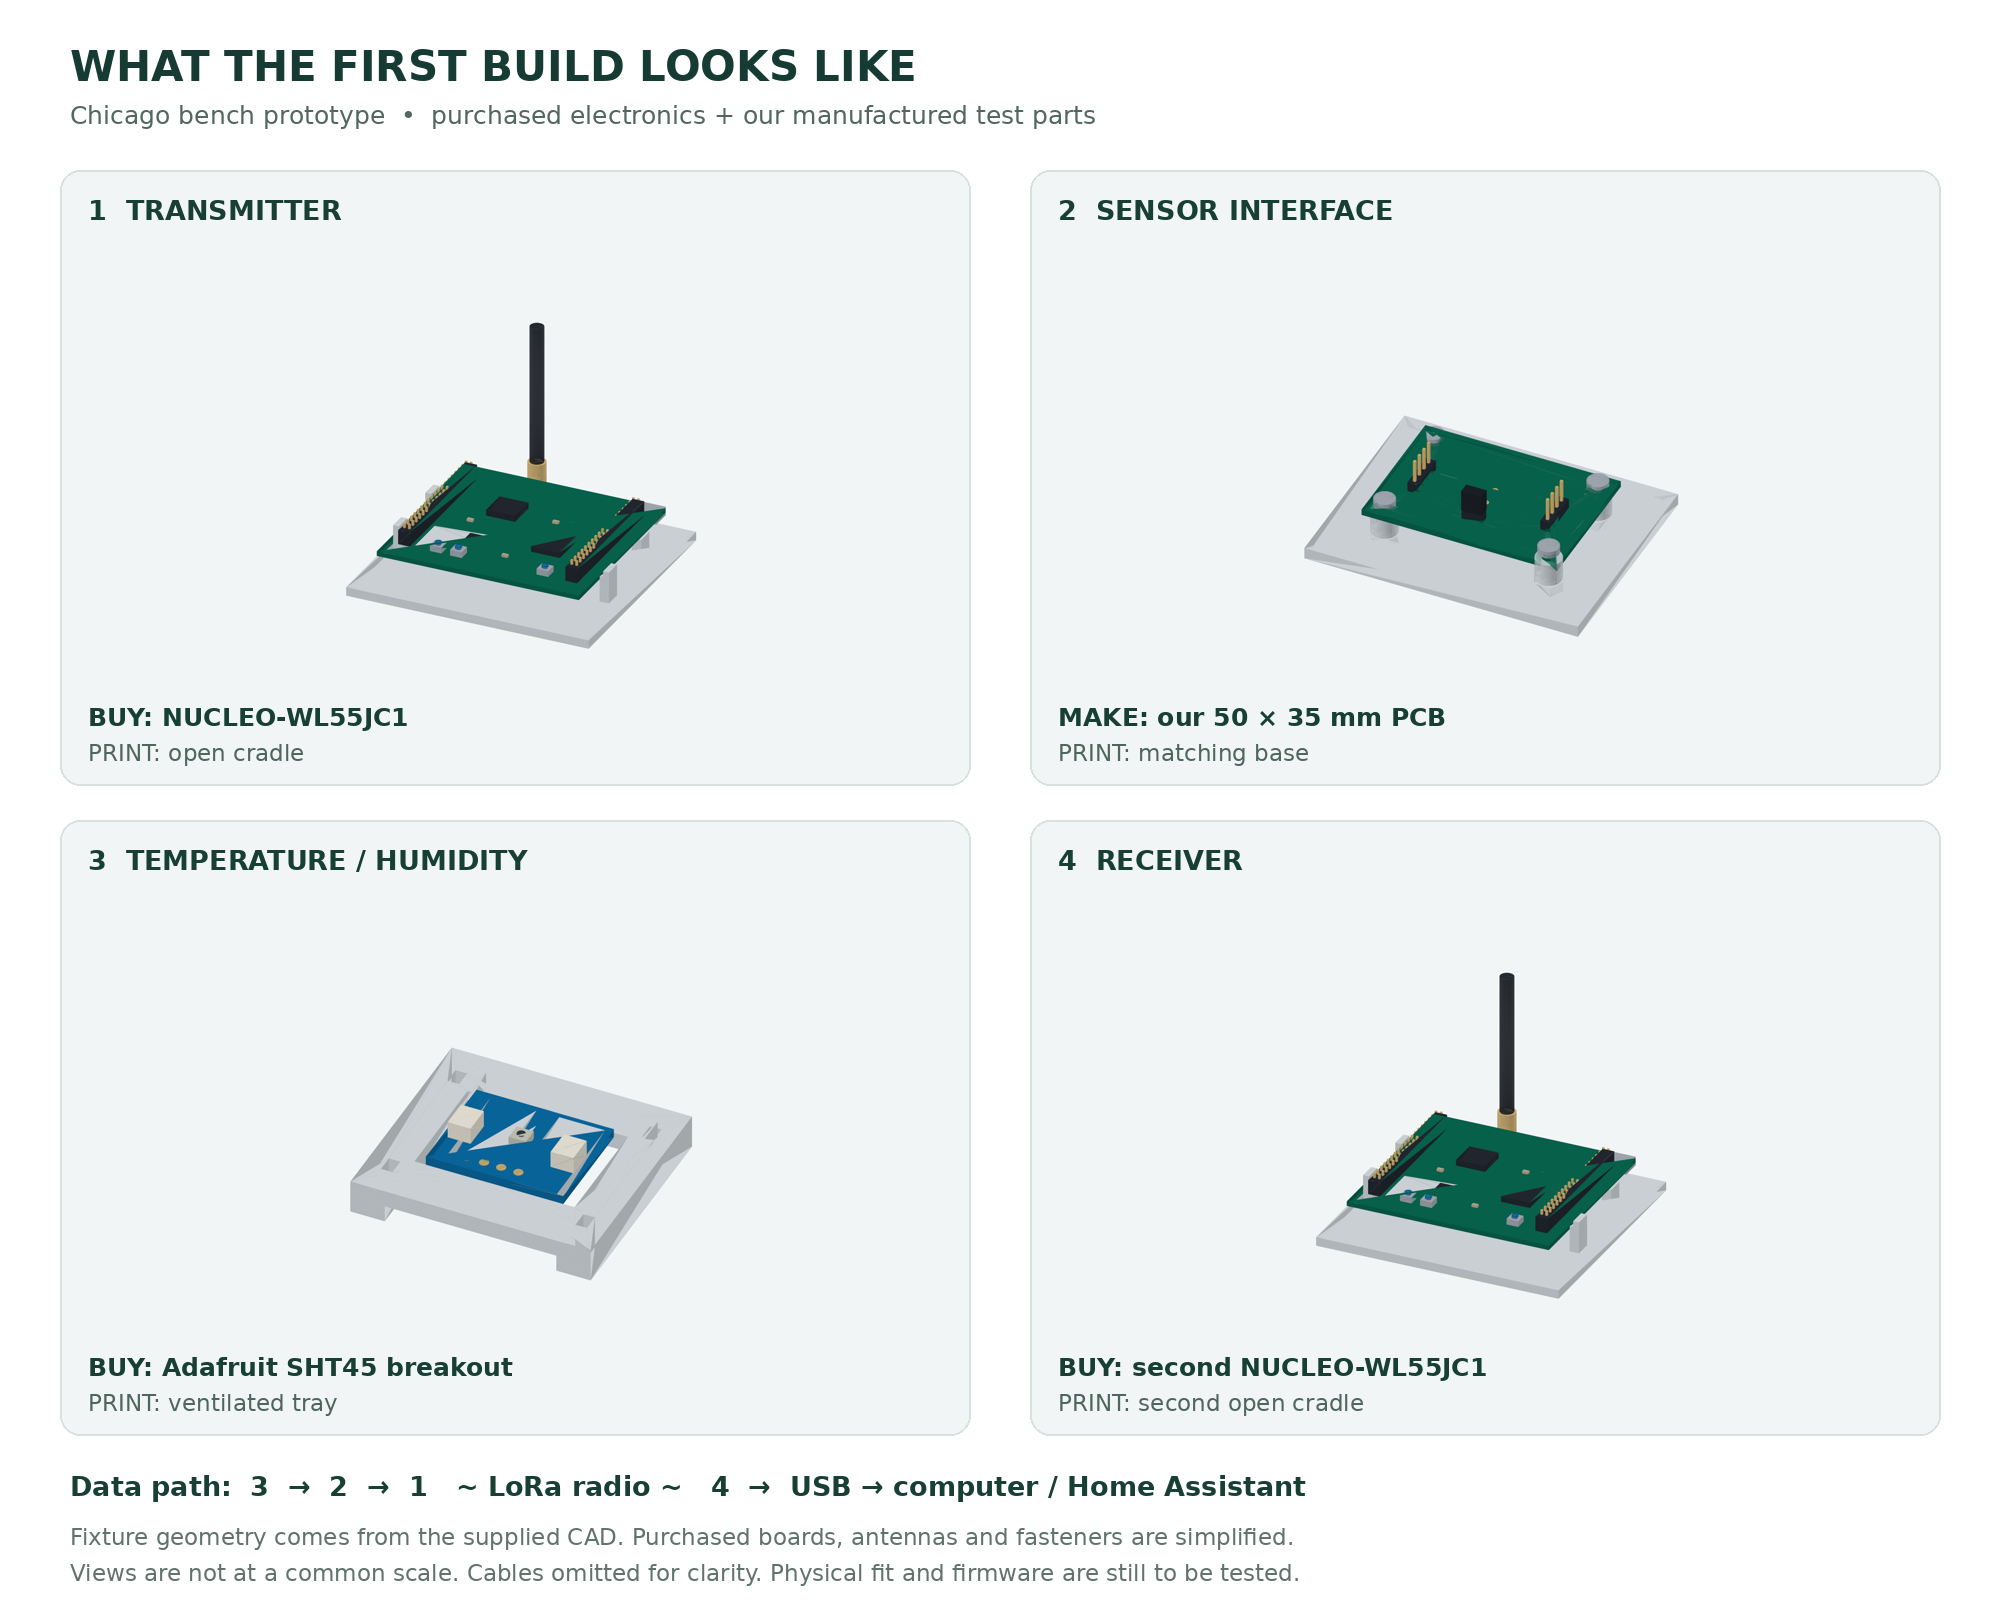 WHAT THE FIRST BUILD LOOKS LIKE
Chicago bench prototype • purchased electronics + our manufactured test parts
1 TRANSMITTER
BUY: NUCLEO-WL55JC1
PRINT: open cradle
2 SENSOR INTERFACE
MAKE: our 50 × 35 mm PCB
PRINT: matching base
3 TEMPERATURE / HUMIDITY
BUY: Adafruit SHT45 breakout
PRINT: ventilated tray
4 RECEIVER
BUY: second NUCLEO-WL55JC1
PRINT: second open cradle
Data path: 3 → 2 → 1 ~ LoRa radio ~ 4 → USB → computer / Home Assistant
Fixture geometry comes from the supplied CAD. Purchased boards, antennas and fasteners are simplified.
Views are not at a common scale. Cables omitted for clarity. Physical fit and firmware are still to be tested.